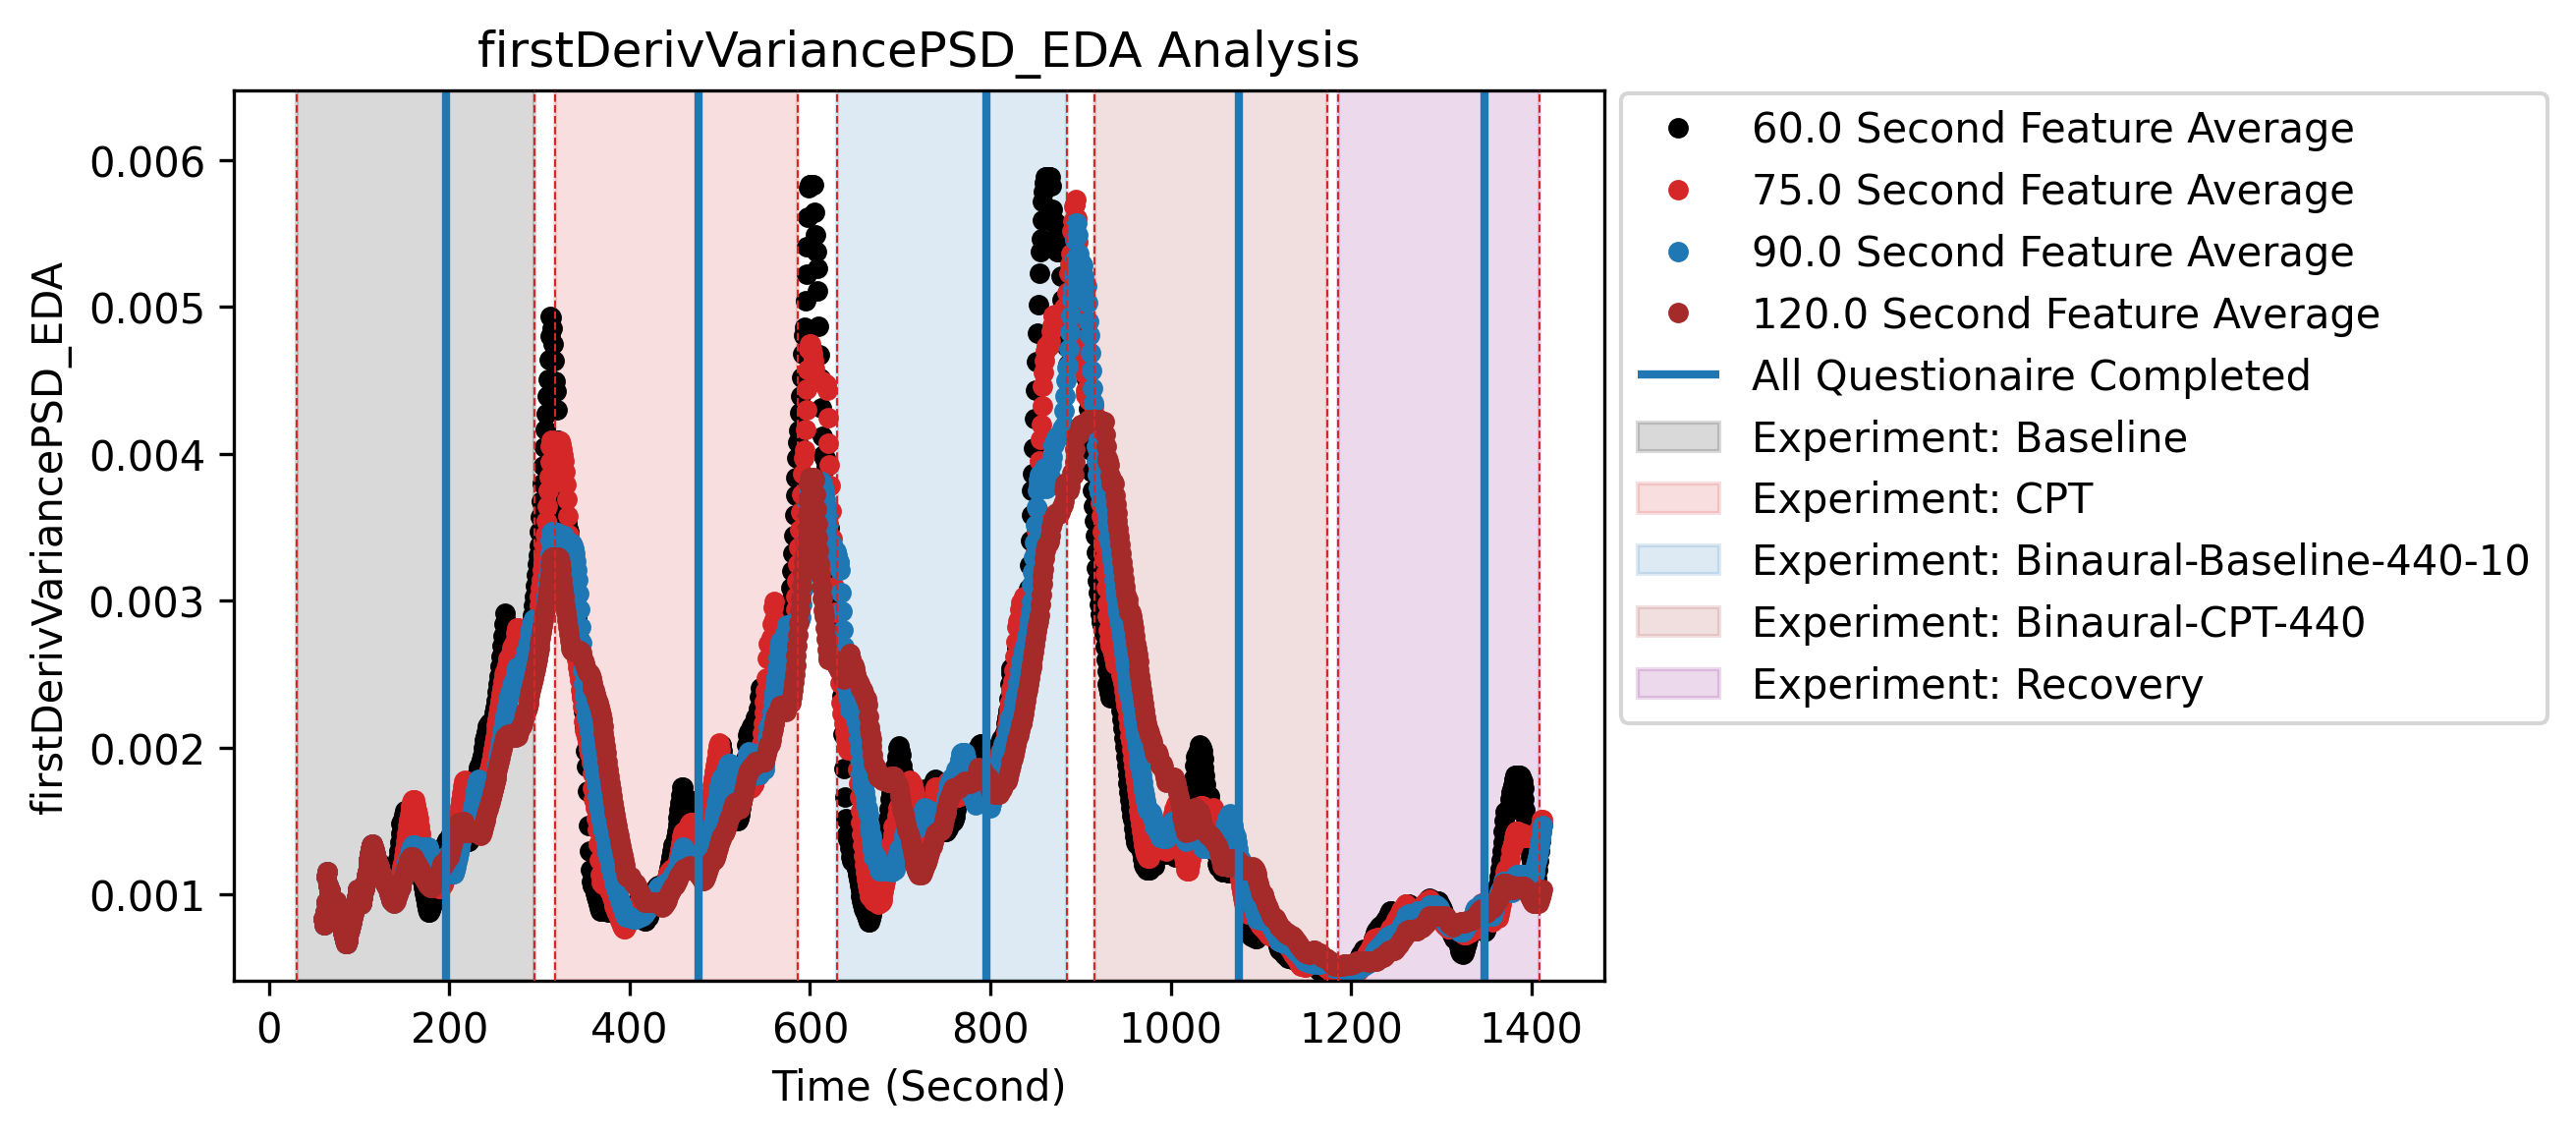 firstDerivVariancePSD_EDA Analysis
firstDerivVariancePSD_EDA
0.006
0.005
0.004
0.003
0.002
0.001
0 200 400 600 800 1000 1200 1400
Time (Second)
60.0 Second Feature Average
75.0 Second Feature Average
90.0 Second Feature Average
120.0 Second Feature Average
All Questionaire Completed
Experiment: Baseline
Experiment: CPT
Experiment: Binaural-Baseline-440-10
Experiment: Binaural-CPT-440
Experiment: Recovery